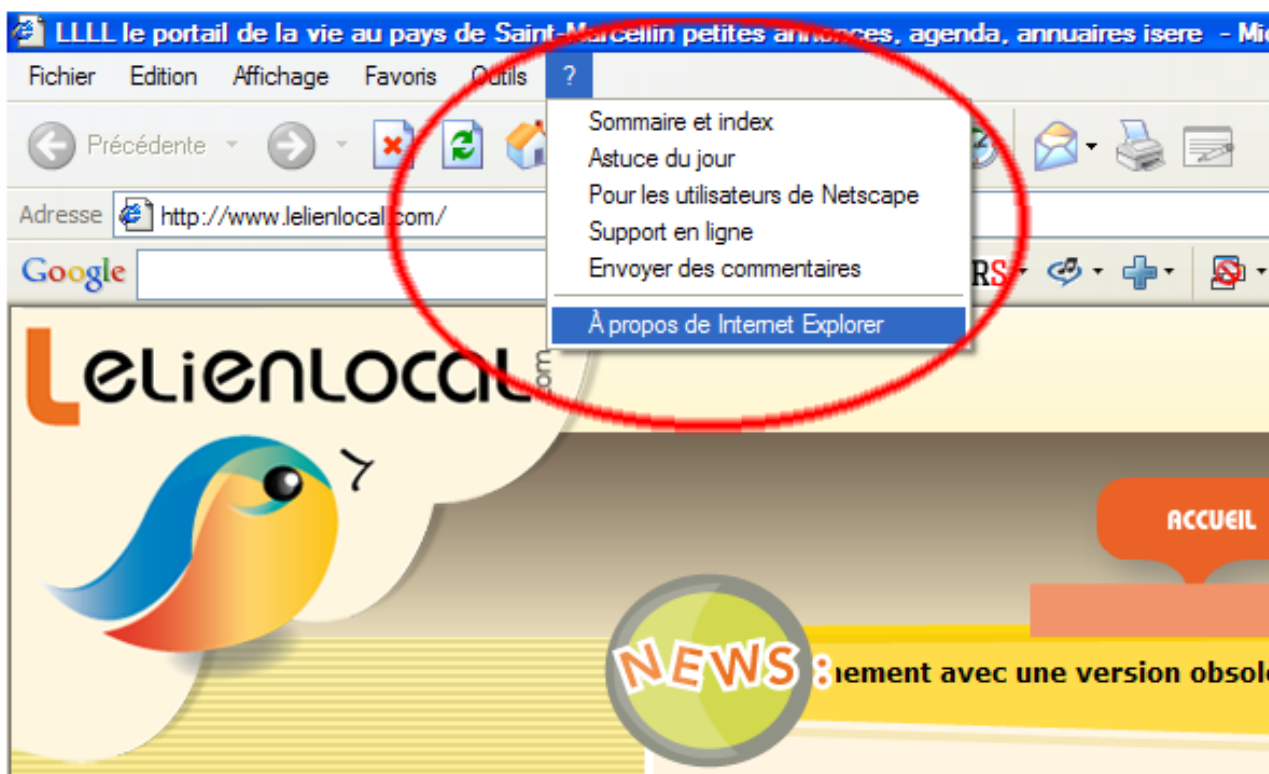 LLLL le portail de la vie au pays de Saint-Marcellin petites annonces, agenda, annuaires isere - Mic
Fichier Edition Affichage Favoris Outils ?
Précédente
Sommaire et index
Astuce du jour
Pour les utilisateurs de Netscape
Support en ligne
Envoyer des commentaires
À propos de Internet Explorer
Adresse http://www.lelienlocal.com/
Google
RS
LeLienLocal.com
ACCUEIL
NEWS :
nement avec une version obsol